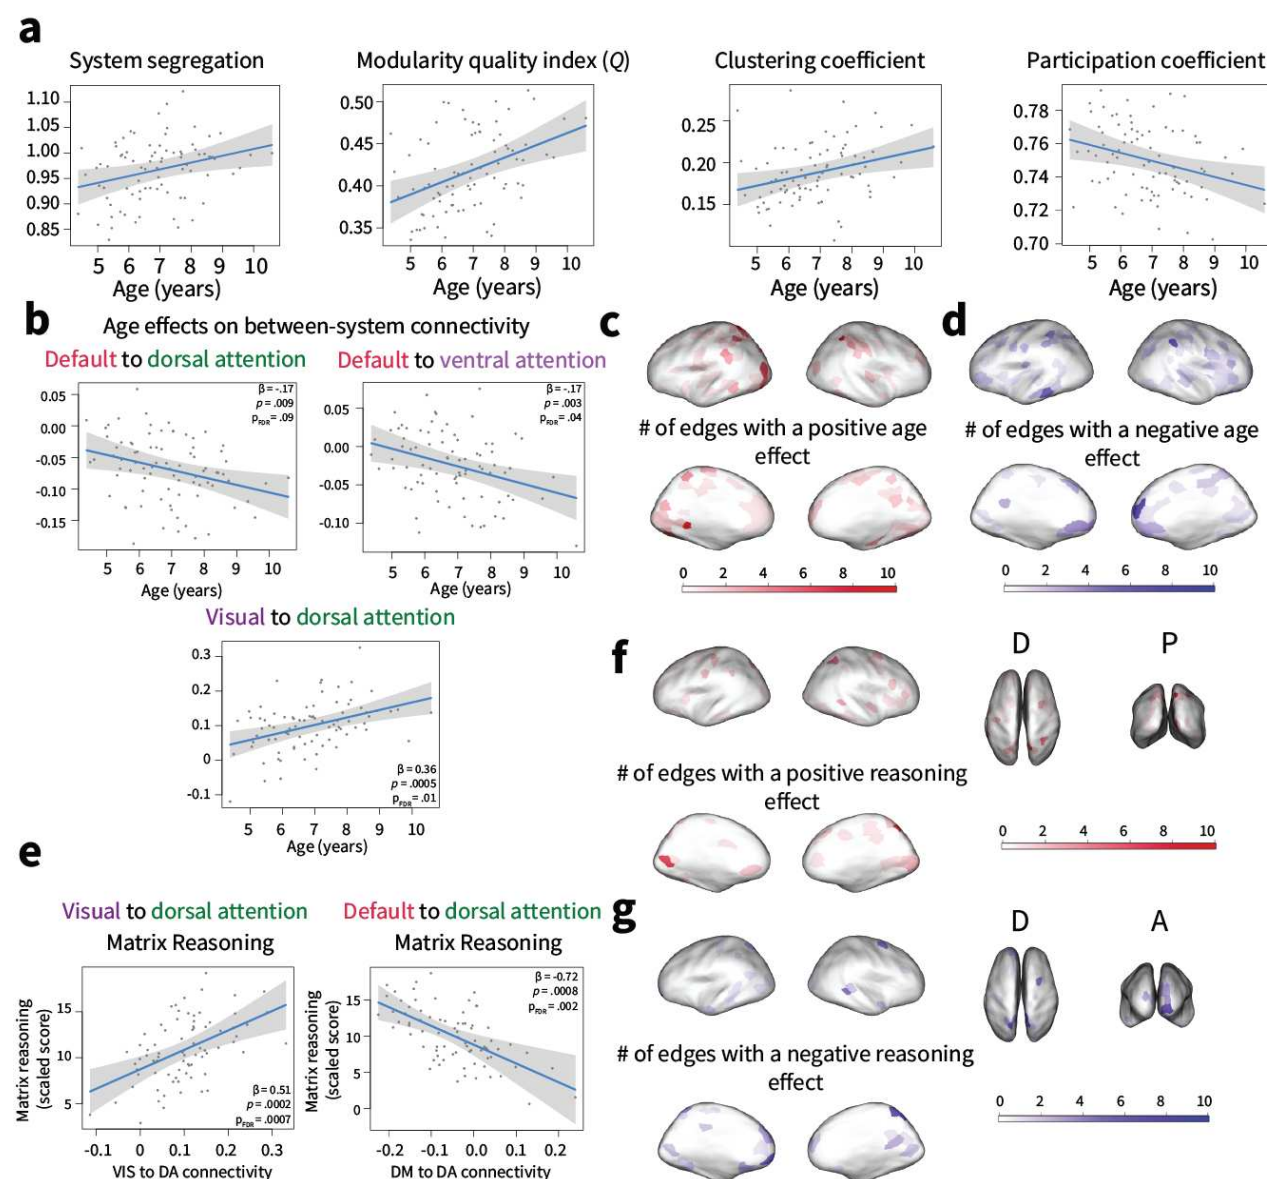 a
System segregation
Modularity quality index (Q)
Clustering coefficient
Participation coefficient
1.10
1.05
1.00
0.95
0.90
0.85
5 6 7 8 9 10
Age (years)
0.50
0.45
0.40
0.35
5 6 7 8 9 10
Age (years)
0.25
0.20
0.15
5 6 7 8 9 10
Age (years)
0.78
0.76
0.74
0.72
0.70
5 6 7 8 9 10
Age (years)
b
Age effects on between-system connectivity
Default to dorsal attention
β = -.17
p = .009
pFDR = .09
0.05
0.00
-0.05
-0.10
-0.15
4 5 6 7 8 9 10
Age (years)
Default to ventral attention
β = -.17
p = .003
pFDR = .04
0.05
0.00
-0.05
-0.10
5 6 7 8 9 10
Age (years)
Visual to dorsal attention
0.3
0.2
0.1
0
-0.1
β = 0.36
p = .0005
pFDR = .01
5 6 7 8 9 10
Age (years)
c
# of edges with a positive age
effect
0 2 4 6 8 10
d
# of edges with a negative age
effect
0 2 4 6 8 10
e
Visual to dorsal attention
Matrix Reasoning
Matrix reasoning
(scaled score)
15
10
5
β = 0.51
p = .0002
pFDR = .0007
-0.1 0 0.1 0.2 0.3
VIS to DA connectivity
Default to dorsal attention
Matrix Reasoning
Matrix reasoning
(scaled score)
β = -0.72
p = .0008
pFDR = .002
15
10
5
0
-0.2 -0.1 0.0 0.1 0.2
DM to DA connectivity
f
D
P
# of edges with a positive reasoning
effect
0 2 4 6 8 10
g
D
A
# of edges with a negative reasoning
effect
0 2 4 6 8 10